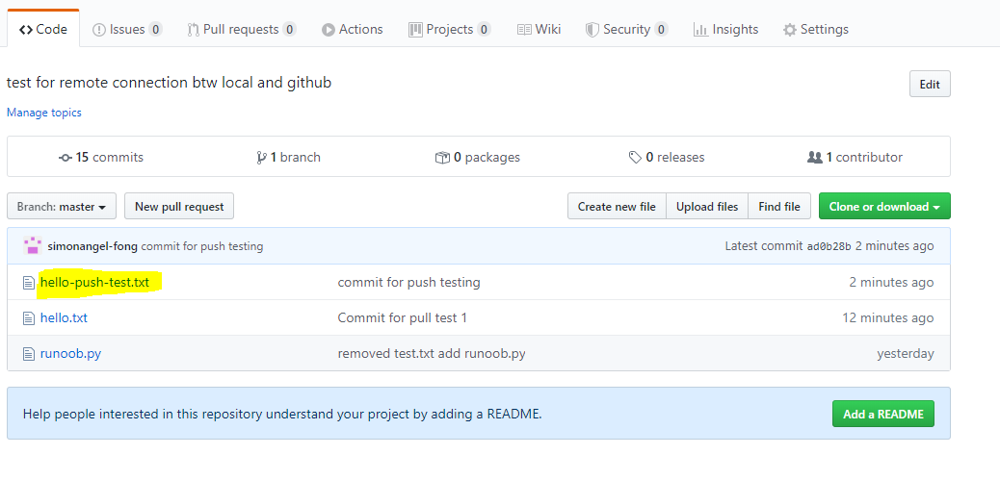 Code Issues 0 Pull requests 0 Actions Projects 0 Wiki Security 0 Insights Settings
test for remote connection btw local and github Edit
Manage topics
15 commits 1 branch 0 packages 0 releases 1 contributor
Branch: master New pull request Create new file Upload files Find file Clone or download
simonangel-fong commit for push testing Latest commit ad0b28b 2 minutes ago
hello-push-test.txt commit for push testing 2 minutes ago
hello.txt Commit for pull test 1 12 minutes ago
runoob.py removed test.txt add runoob.py yesterday
Help people interested in this repository understand your project by adding a README. Add a README